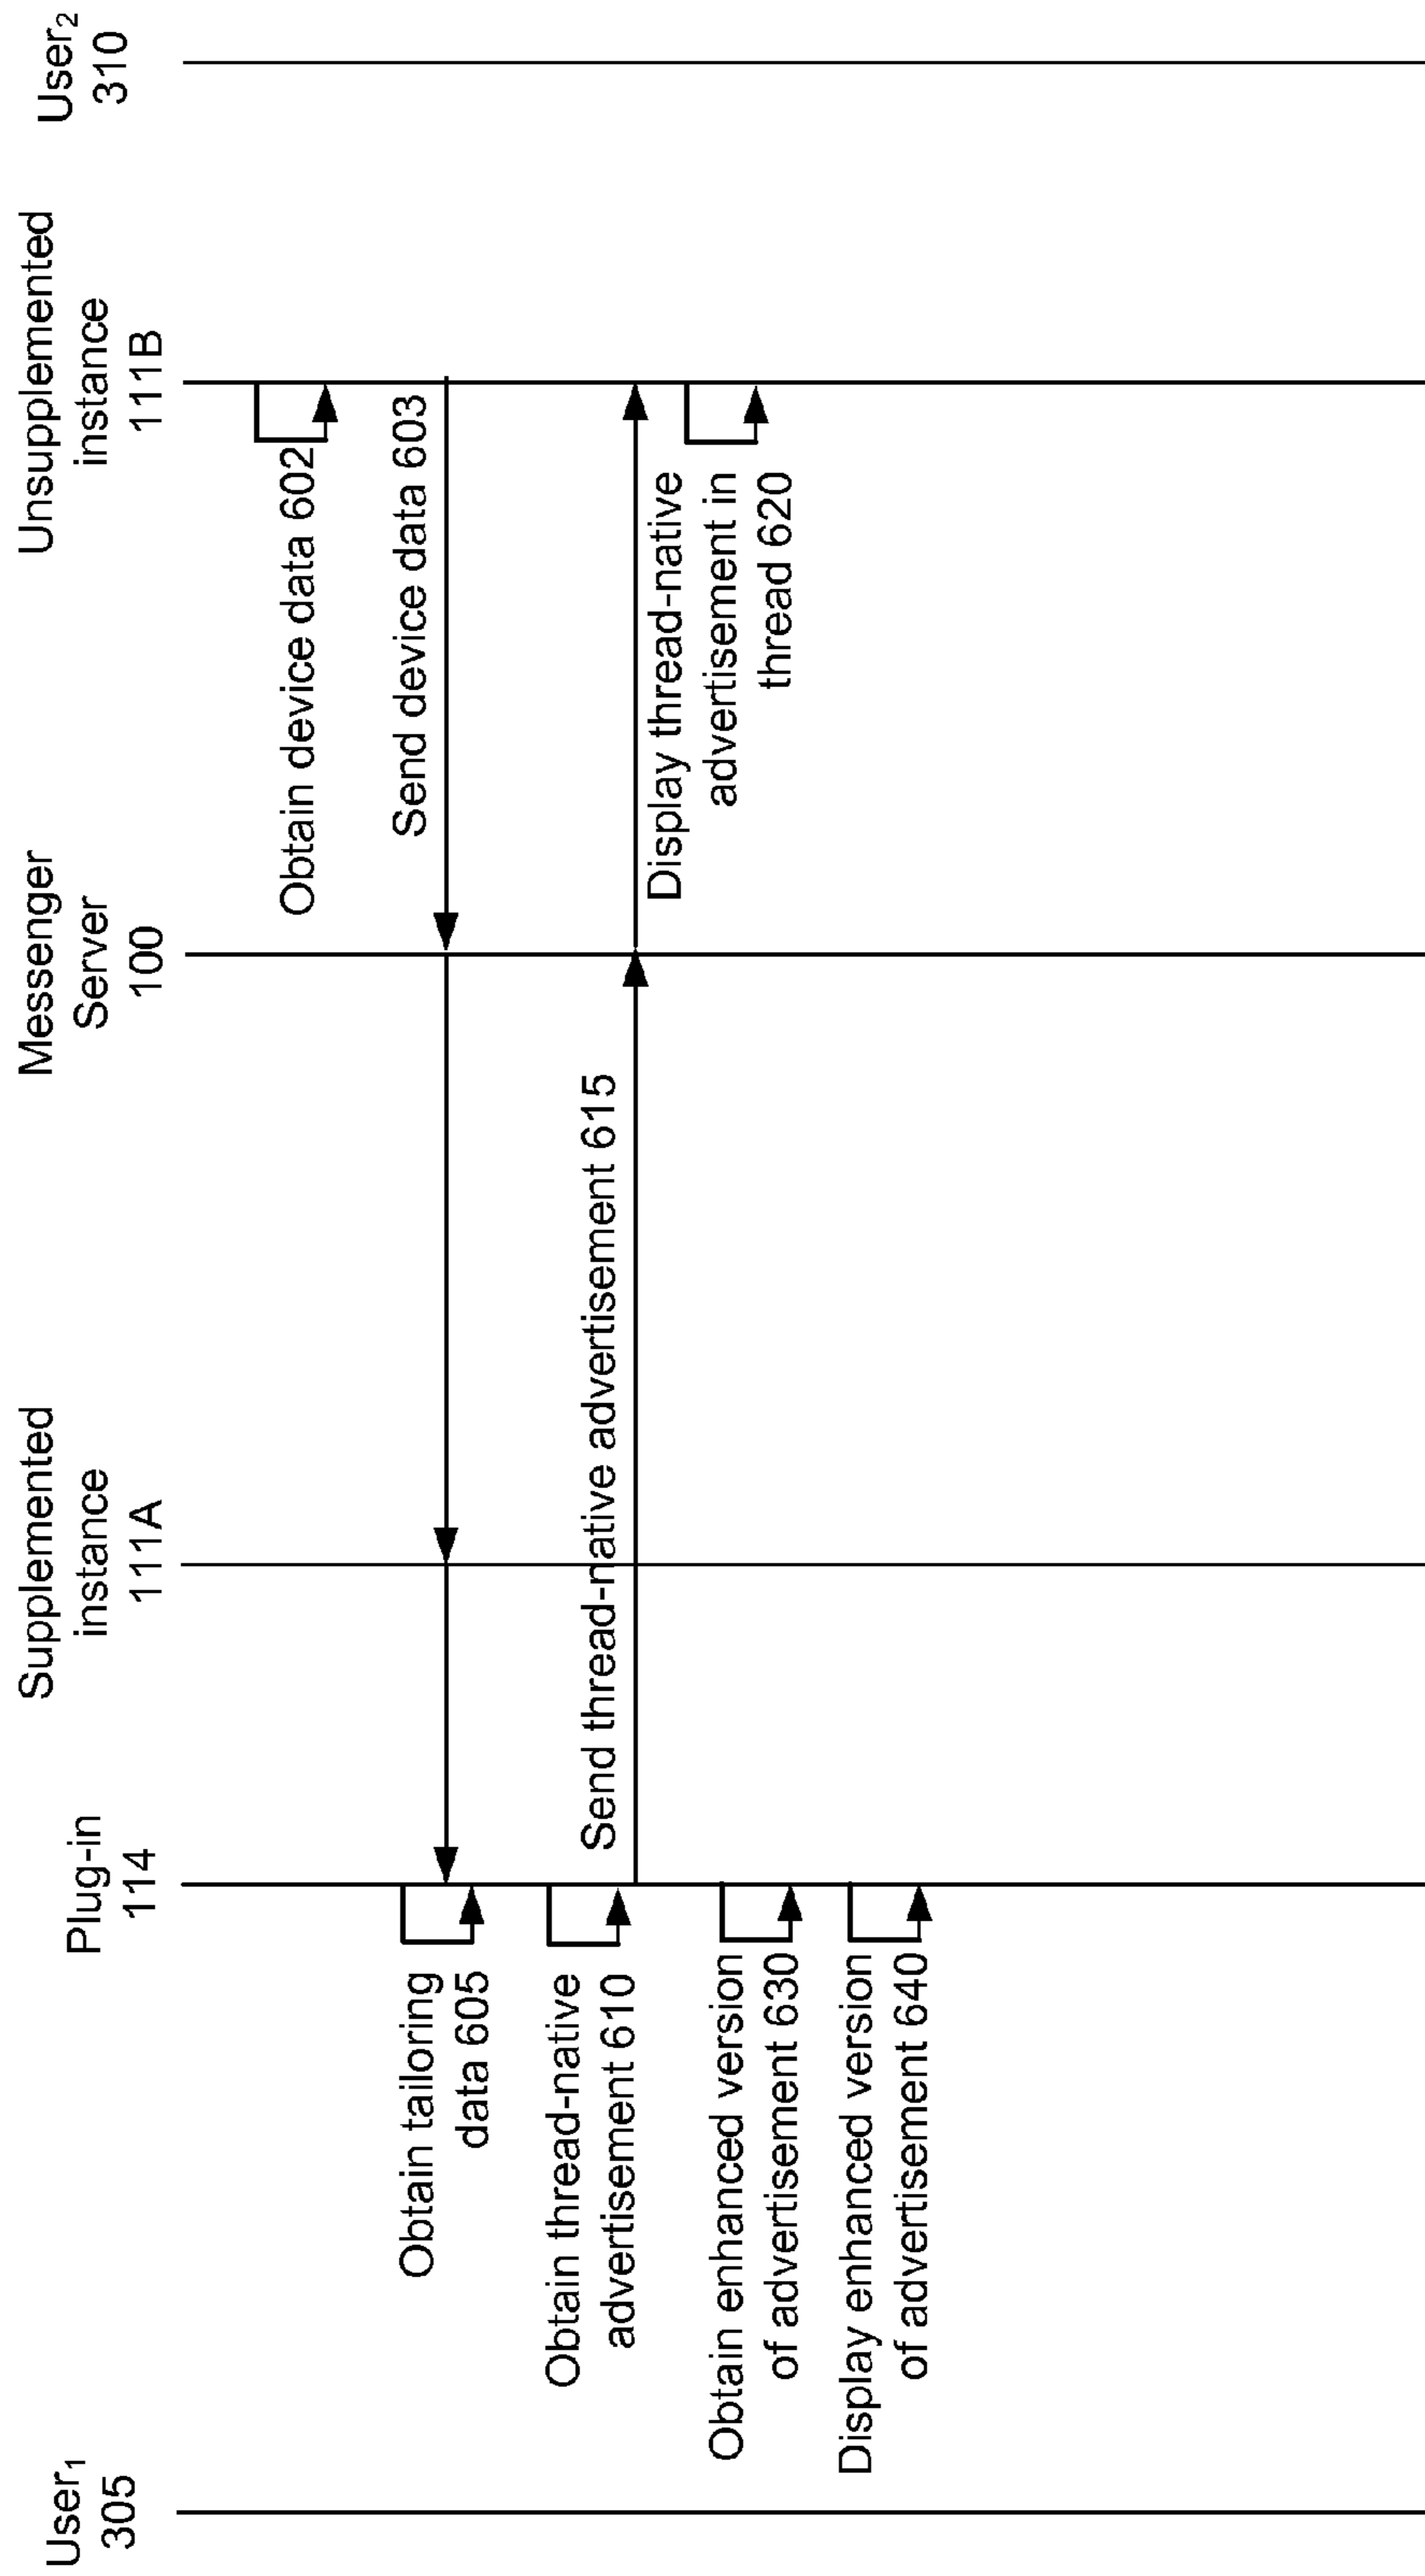 User₁
305
Plug-in
114
Supplemented
instance
111A
Messenger
Server
100
Unsupplemented
instance
111B
User₂
310
Obtain device data 602
Send device data 603
Obtain tailoring
data 605
Obtain thread-native
advertisement 610
Send thread-native advertisement 615
Display thread-native
advertisement in
thread 620
Obtain enhanced version
of advertisement 630
Display enhanced version
of advertisement 640